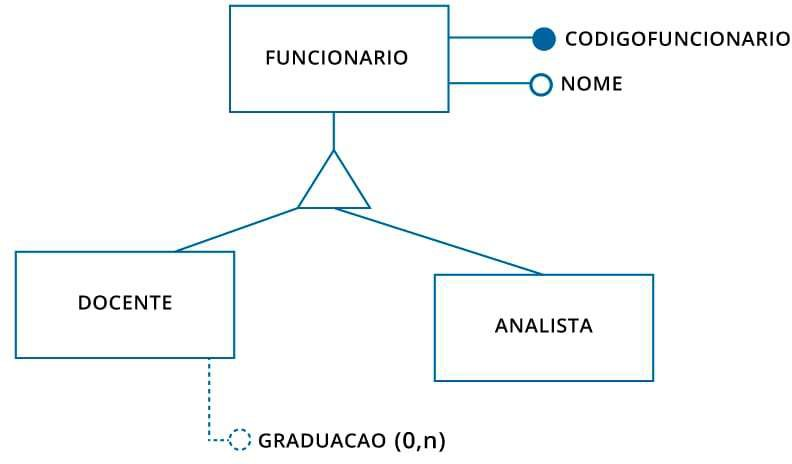 FUNCIONARIO
CODIGOFUNCIONARIO
NOME
DOCENTE
ANALISTA
GRADUACAO (0,n)